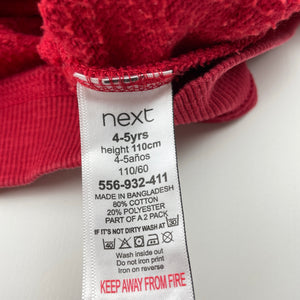 next
4-5yrs
height 110cm
4-5años
110/60
556-932-411
MADE IN BANGLADESH
80% COTTON
20% POLYESTER
PART OF A 2 PACK
IF IT'S NOT DIRTY WASH AT 30
40
Wash inside out
Do not iron print
Iron on reverse
KEEP AWAY FROM FIRE